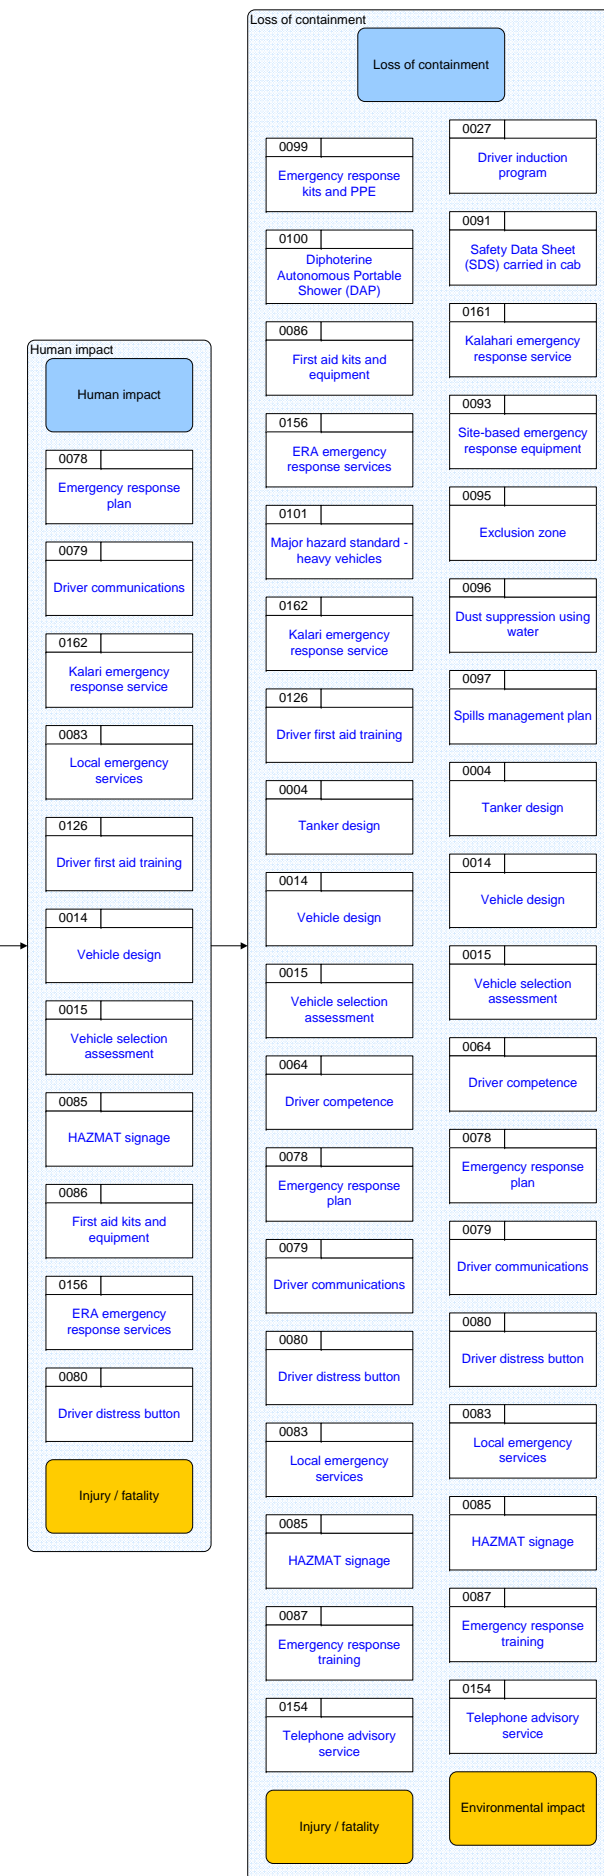 Human impact
Human impact
0078
Emergency response
plan
0079
Driver communications
0162
Kalari emergency
response service
0083
Local emergency
services
0126
Driver first aid training
0014
Vehicle design
0015
Vehicle selection
assessment
0085
HAZMAT signage
0086
First aid kits and
equipment
0156
ERA emergency
response services
0080
Driver distress button
Injury / fatality
Loss of containment
Loss of containment
0099
Emergency response
kits and PPE
0100
Diphoterine
Autonomous Portable
Shower (DAP)
0086
First aid kits and
equipment
0156
ERA emergency
response services
0101
Major hazard standard -
heavy vehicles
0162
Kalari emergency
response service
0126
Driver first aid training
0004
Tanker design
0014
Vehicle design
0015
Vehicle selection
assessment
0064
Driver competence
0078
Emergency response
plan
0079
Driver communications
0080
Driver distress button
0083
Local emergency
services
0085
HAZMAT signage
0087
Emergency response
training
0154
Telephone advisory
service
Injury / fatality
0027
Driver induction
program
0091
Safety Data Sheet
(SDS) carried in cab
0161
Kalahari emergency
response service
0093
Site-based emergency
response equipment
0095
Exclusion zone
0096
Dust suppression using
water
0097
Spills management plan
0004
Tanker design
0014
Vehicle design
0015
Vehicle selection
assessment
0064
Driver competence
0078
Emergency response
plan
0079
Driver communications
0080
Driver distress button
0083
Local emergency
services
0085
HAZMAT signage
0087
Emergency response
training
0154
Telephone advisory
service
Environmental impact